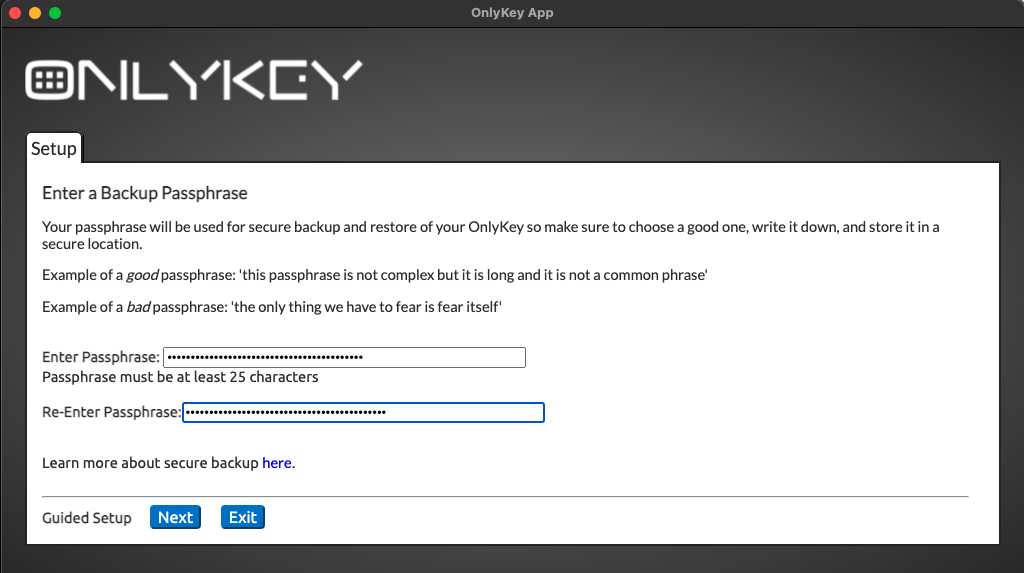 OnlyKey App
ONLYKEY
Setup
Enter a Backup Passphrase
Your passphrase will be used for secure backup and restore of your OnlyKey so make sure to choose a good one, write it down, and store it in a
secure location.
Example of a good passphrase: 'this passphrase is not complex but it is long and it is not a common phrase'
Example of a bad passphrase: 'the only thing we have to fear is fear itself'
Enter Passphrase: •••••••••••••••••••••••••••••••••••••••••••
Passphrase must be at least 25 characters
Re-Enter Passphrase: •••••••••••••••••••••••••••••••••••••••••••
Learn more about secure backup here.
Guided Setup Next Exit